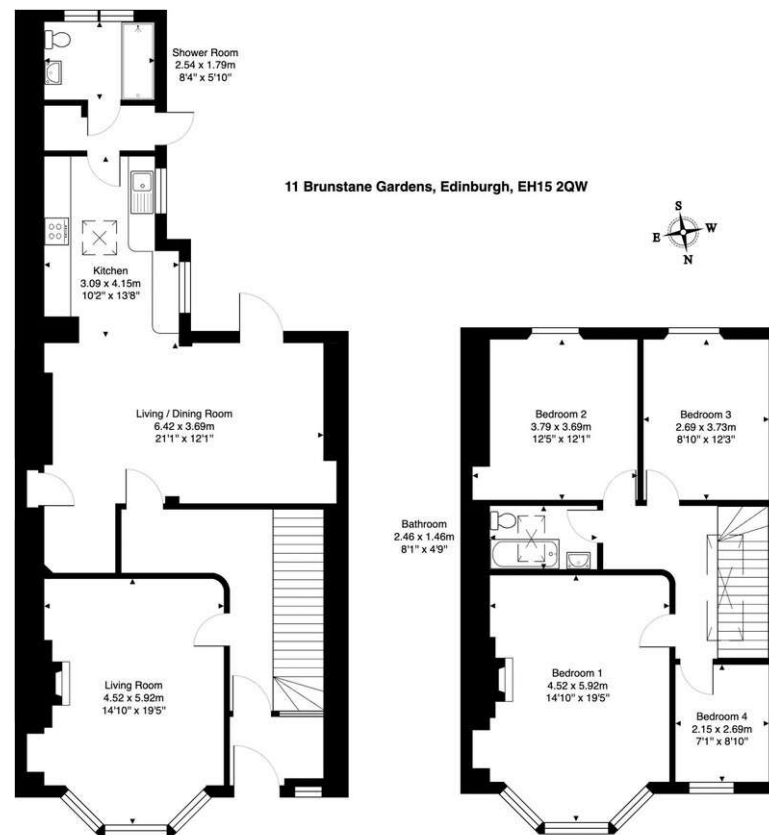 Shower Room
2.54 x 1.79m
8'4" x 5'10"
11 Brunstane Gardens, Edinburgh, EH15 2QW
S
E
W
N
Kitchen
3.09 x 4.15m
10'2" x 13'8"
Living / Dining Room
6.42 x 3.69m
21'1" x 12'1"
Living Room
4.52 x 5.92m
14'10" x 19'5"
Bedroom 2
3.79 x 3.69m
12'5" x 12'1"
Bedroom 3
2.69 x 3.73m
8'10" x 12'3"
Bathroom
2.46 x 1.46m
8'1" x 4'9"
Bedroom 1
4.52 x 5.92m
14'10" x 19'5"
Bedroom 4
2.15 x 2.69m
7'1" x 8'10"